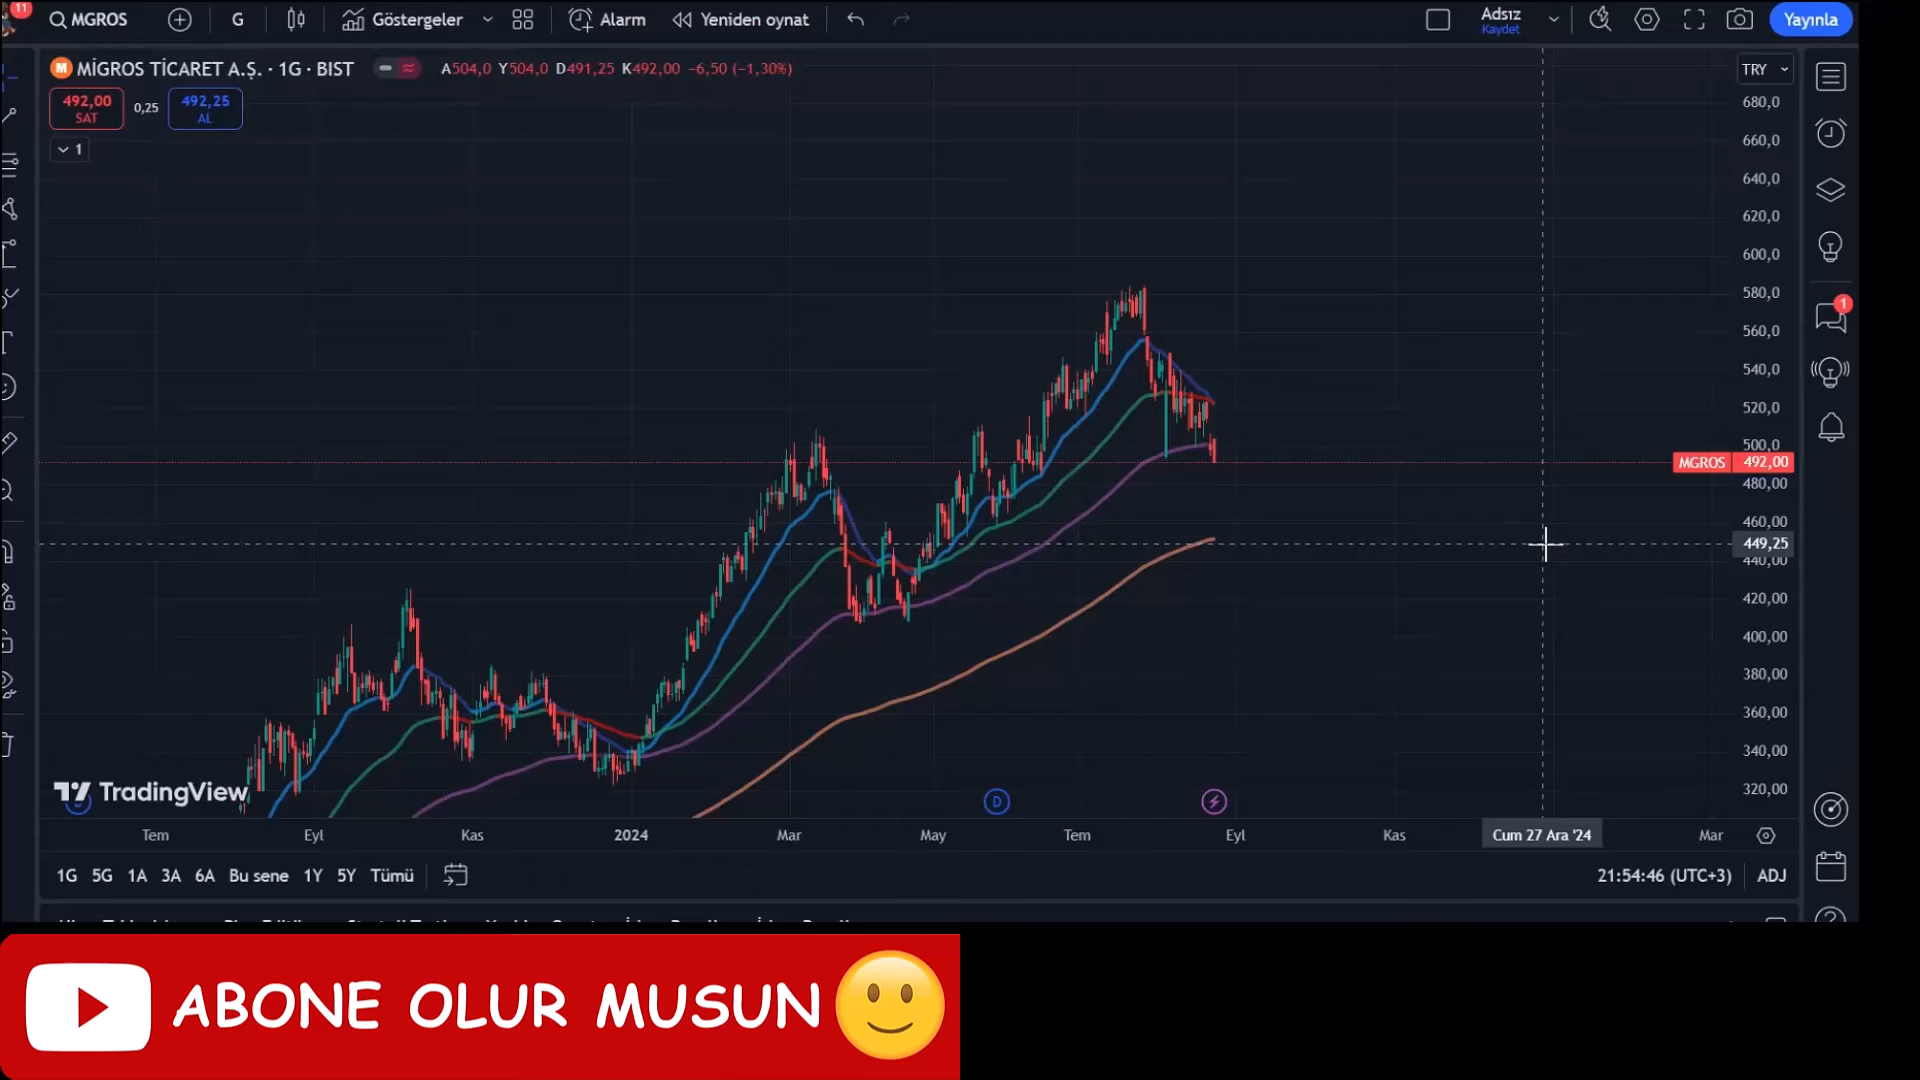 11
MGROS
G
Göstergeler
Alarm
Yeniden oynat
Adsız
Kaydet
Yayınla
M MİGROS TİCARET A.Ş. · 1G · BIST
A504,0 Y504,0 D491,25 K492,00 −6,50 (−1,30%)
TRY
492,00
SAT
0,25
492,25
AL
1
680,0
660,0
640,0
620,0
600,0
580,0
560,0
540,0
520,0
500,0
MGROS 492,00
480,00
460,00
449,25
440,00
420,00
400,00
380,00
360,00
340,00
320,00
1
TradingView
D
Tem
Eyl
Kas
2024
Mar
May
Tem
Eyl
Kas
Cum 27 Ara '24
Mar
1G 5G 1A 3A 6A Bu sene 1Y 5Y Tümü
21:54:46 (UTC+3)
ADJ
ABONE OLUR MUSUN